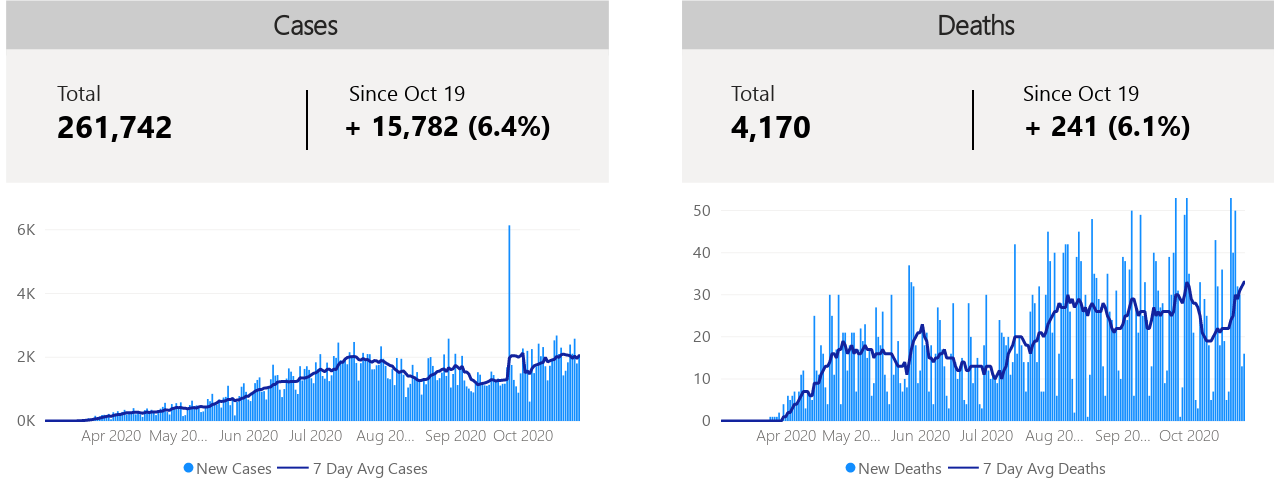 Cases
Total
261,742
Since Oct 19
+ 15,782 (6.4%)
6K
4K
2K
0K
Apr 2020 May 20... Jun 2020 Jul 2020 Aug 20... Sep 2020 Oct 2020
New Cases 7 Day Avg Cases
Deaths
Total
4,170
Since Oct 19
+ 241 (6.1%)
50
40
30
20
10
0
Apr 2020 May 20... Jun 2020 Jul 2020 Aug 20... Sep 20... Oct 2020
New Deaths 7 Day Avg Deaths